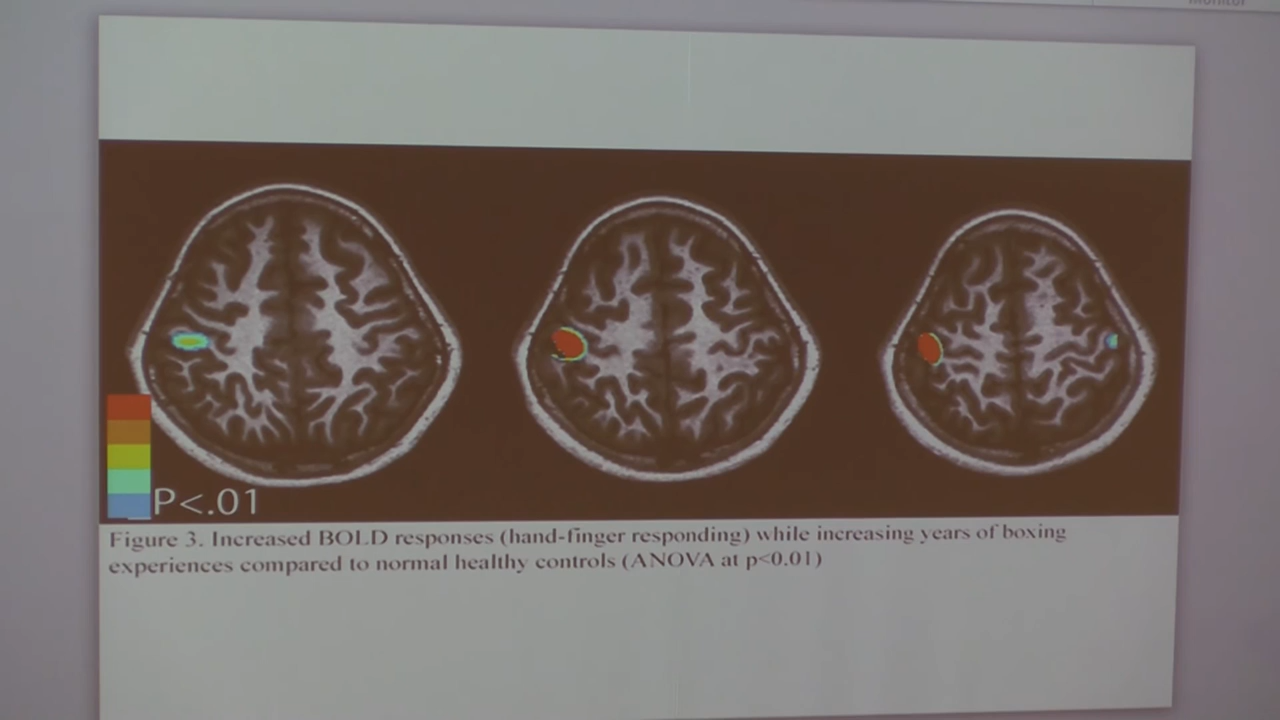 monitor
P<.01
Figure 3. Increased BOLD responses (hand-finger responding) while increasing years of boxing
experiences compared to normal healthy controls (ANOVA at p<0.01)